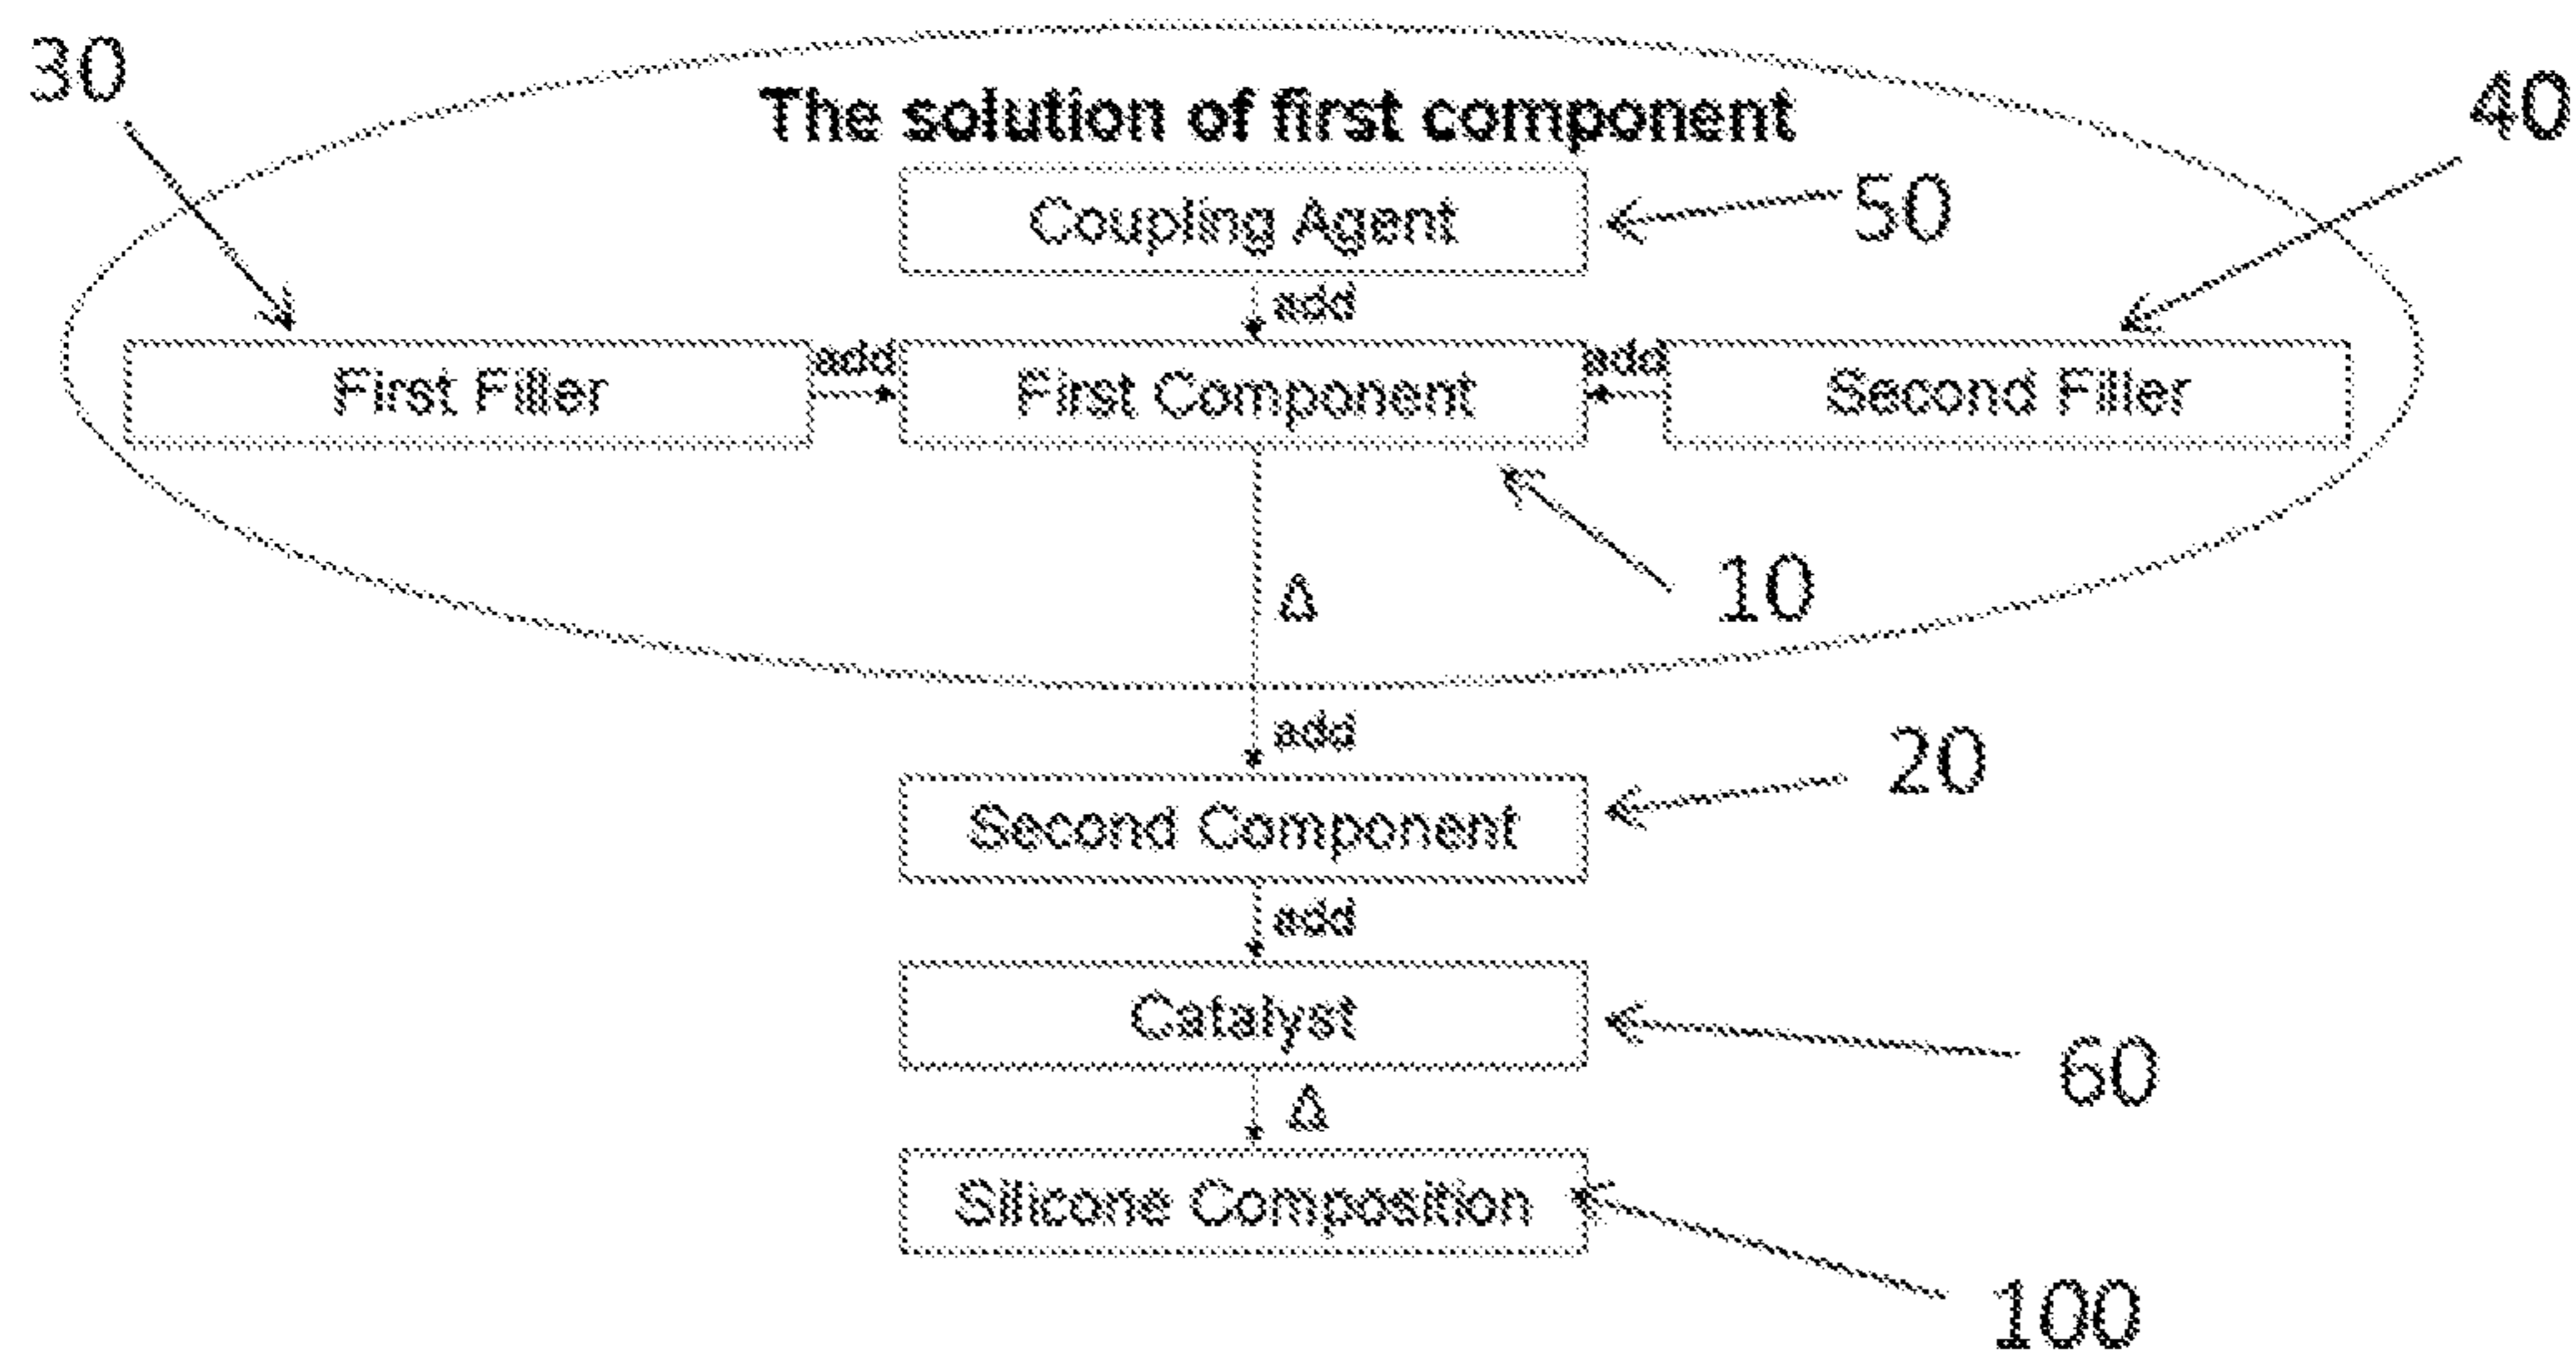 30
The solution of first component
40
Coupling Agent
50
add
First Filler
add
First Component
add
Second Filler
Δ
10
add
Second Component
20
add
Catalyst
60
Δ
Silicone Composition
100